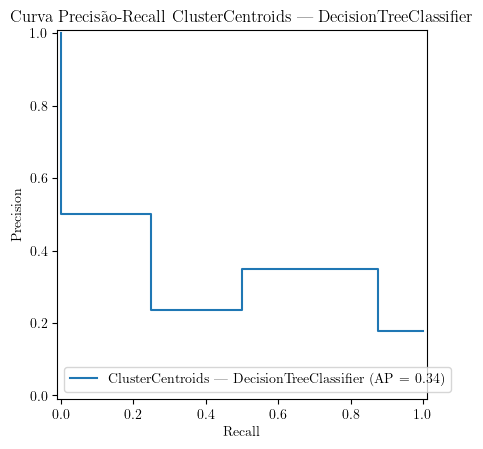 Curva Precisão-Recall ClusterCentroids — DecisionTreeClassifier
1.0
0.8
0.6
0.4
0.2
0.0
Precision
ClusterCentroids — DecisionTreeClassifier (AP = 0.34)
0.0 0.2 0.4 0.6 0.8 1.0
Recall